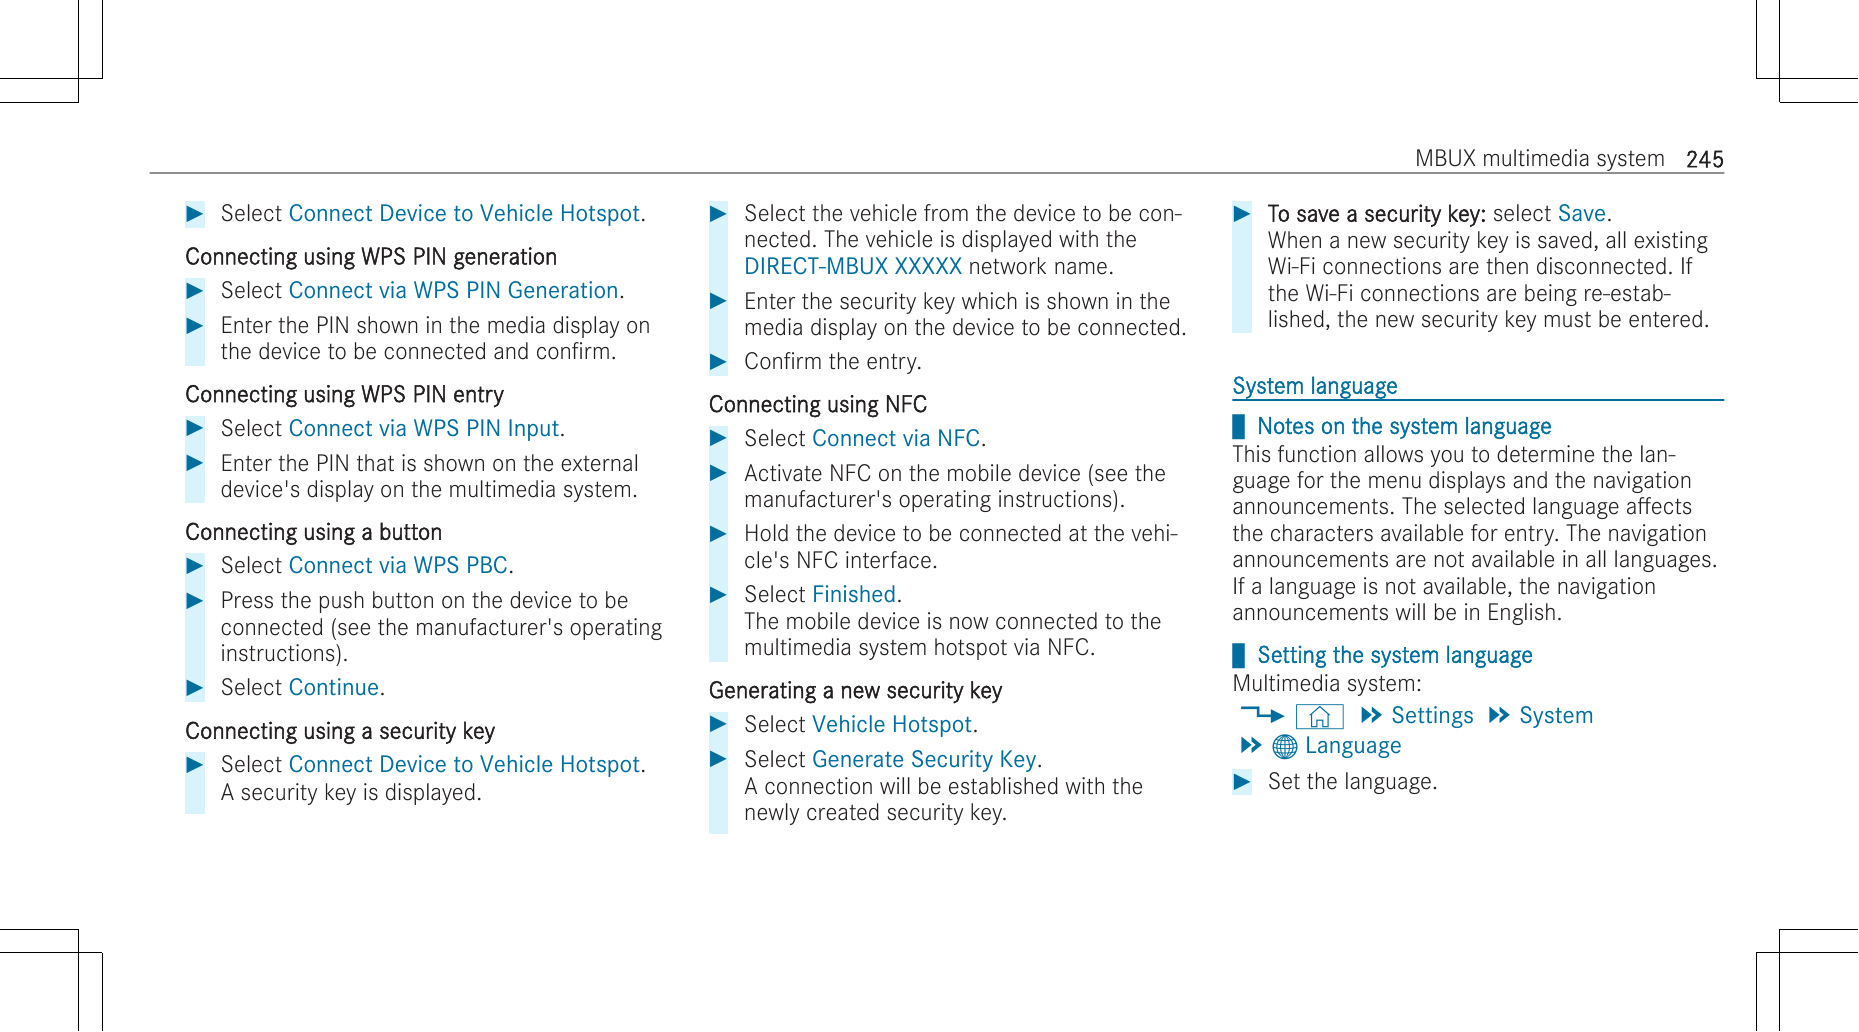 MBUX multimedia system 245
Select Connect Device to Vehicle Hotspot.
Connecting using WPS PIN generation
Select Connect via WPS PIN Generation.
Enter the PIN shown in the media display on
the device to be connected and confirm.
Connecting using WPS PIN entry
Select Connect via WPS PIN Input.
Enter the PIN that is shown on the external
device's display on the multimedia system.
Connecting using a button
Select Connect via WPS PBC.
Press the push button on the device to be
connected (see the manufacturer's operating
instructions).
Select Continue.
Connecting using a security key
Select Connect Device to Vehicle Hotspot.
A security key is displayed.
Select the vehicle from the device to be con-
nected. The vehicle is displayed with the
DIRECT-MBUX XXXXX network name.
Enter the security key which is shown in the
media display on the device to be connected.
Confirm the entry.
Connecting using NFC
Select Connect via NFC.
Activate NFC on the mobile device (see the
manufacturer's operating instructions).
Hold the device to be connected at the vehi-
cle's NFC interface.
Select Finished.
The mobile device is now connected to the
multimedia system hotspot via NFC.
Generating a new security key
Select Vehicle Hotspot.
Select Generate Security Key.
A connection will be established with the
newly created security key.
To save a security key: select Save.
When a new security key is saved, all existing
Wi-Fi connections are then disconnected. If
the Wi-Fi connections are being re-estab-
lished, the new security key must be entered.
System language
Notes on the system language
This function allows you to determine the lan-
guage for the menu displays and the navigation
announcements. The selected language affects
the characters available for entry. The navigation
announcements are not available in all languages.
If a language is not available, the navigation
announcements will be in English.
Setting the system language
Multimedia system:
Settings System
Language
Set the language.